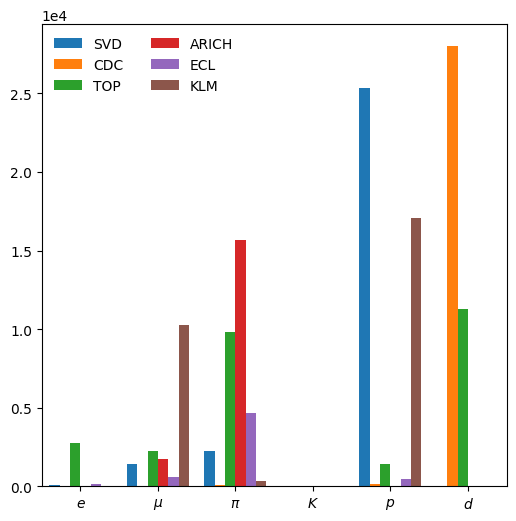 1e4
SVD ARICH
CDC ECL
TOP KLM
2.5
2.0
1.5
1.0
0.5
0.0
e μ π K p d